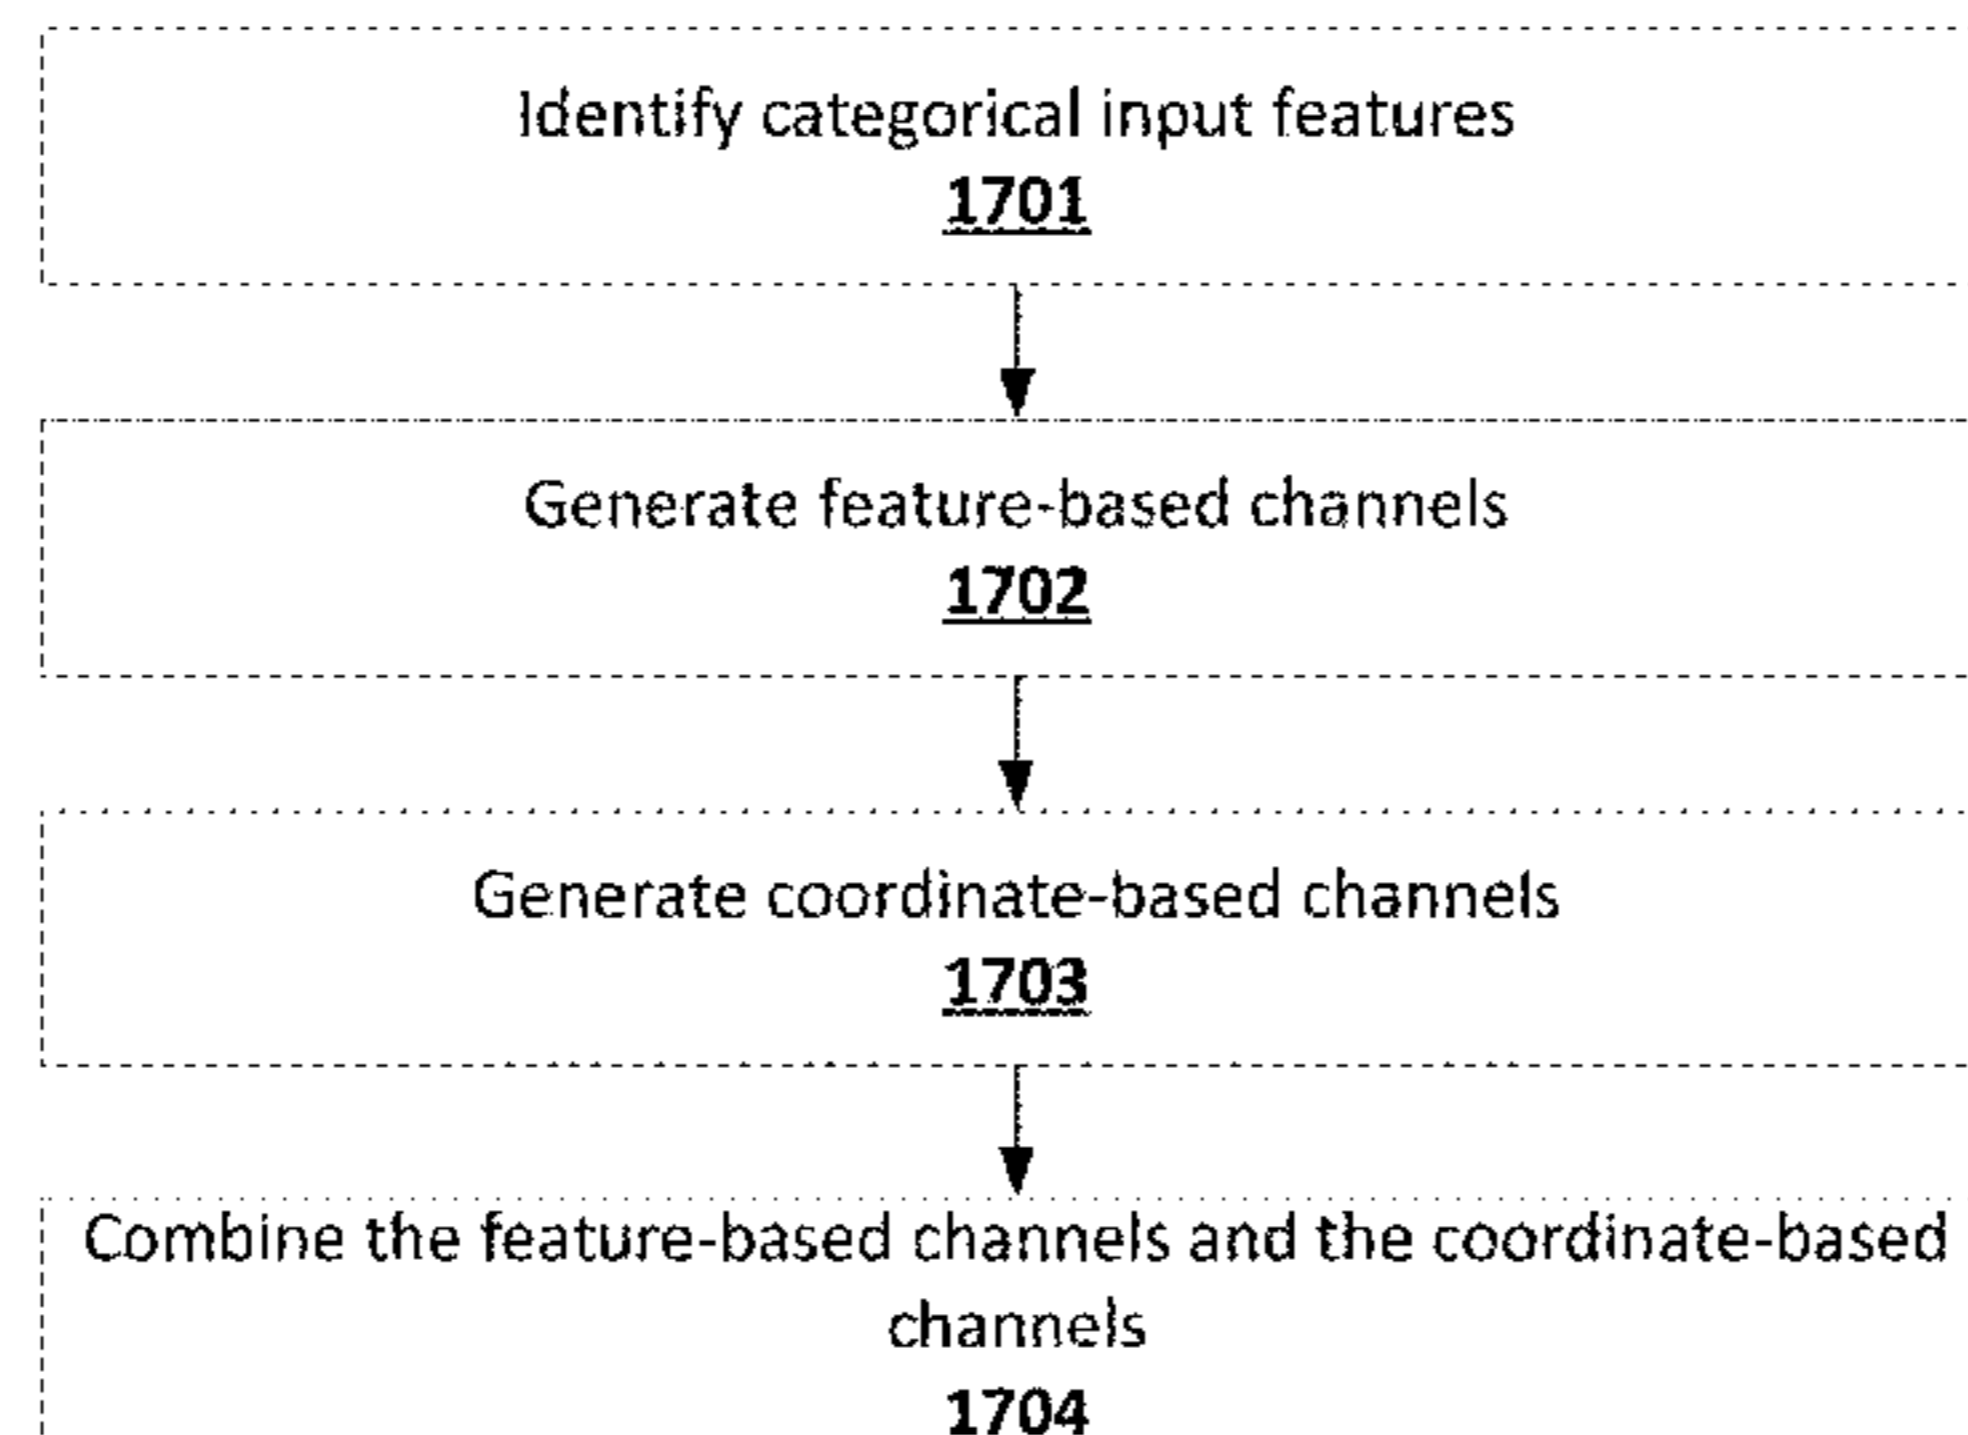 Identify categorical input features
1701
Generate feature-based channels
1702
Generate coordinate-based channels
1703
Combine the feature-based channels and the coordinate-based
channels
1704